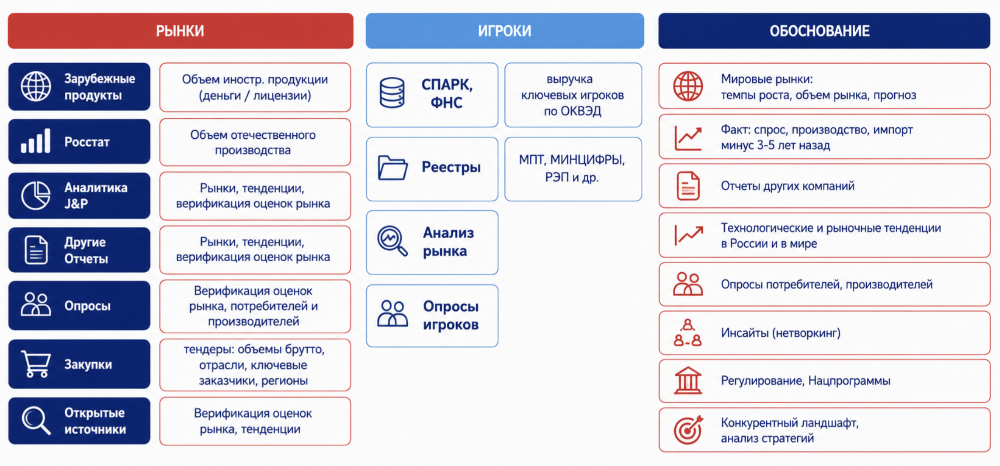 РЫНКИ
Зарубежные
продукты
Объем иностр. продукции
(деньги / лицензии)
Росстат
Объем отечественного
производства
Аналитика
J&P
Рынки, тенденции,
верификация оценок рынка
Другие
Отчеты
Рынки, тенденции,
верификация оценок рынка
Опросы
Верификация оценок
рынка, потребителей и
производителей
Закупки
тендеры: объемы брутто,
отрасли, ключевые
заказчики, регионы
Открытые
источники
Верификация оценок
рынка, тенденции
ИГРОКИ
СПАРК,
ФНС
выручка
ключевых игроков
по ОКВЭД
Реестры
МПТ, МИНЦИФРЫ,
РЭП и др.
Анализ
рынка
Опросы
игроков
ОБОСНОВАНИЕ
Мировые рынки:
темпы роста, объем рынка, прогноз
Факт: спрос, производство, импорт
минус 3-5 лет назад
Отчеты других компаний
Технологические и рыночные тенденции
в России и в мире
Опросы потребителей, производителей
Инсайты (нетворкинг)
Регулирование, Нацпрограммы
Конкурентный ландшафт,
анализ стратегий